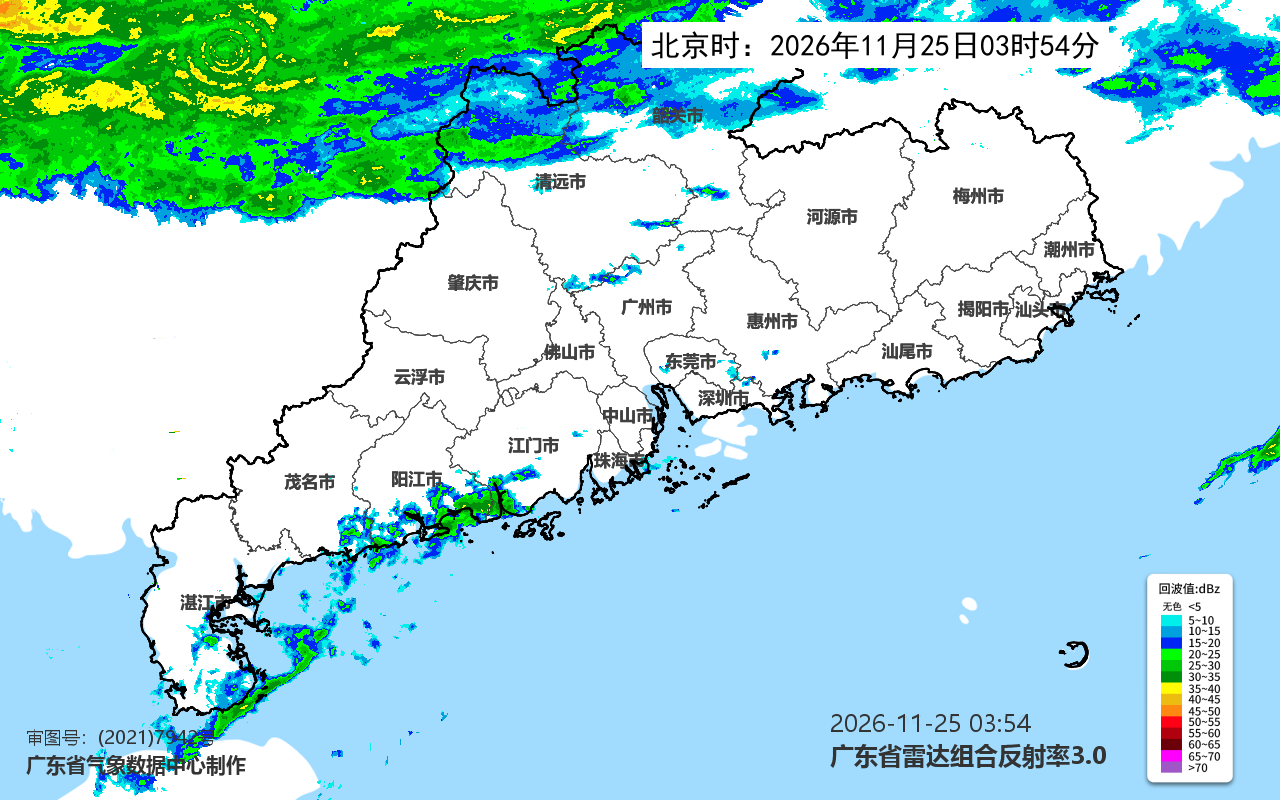 北京时：2026年11月25日03时54分
韶关市
清远市
梅州市
河源市
潮州市
肇庆市
广州市
揭阳市
汕头市
惠州市
佛山市
汕尾市
东莞市
云浮市
深圳市
中山市
江门市
珠海市
茂名市
阳江市
湛江市
回波值:dBz
无色 <5
5~10
10~15
15~20
20~25
25~30
30~35
35~40
40~45
45~50
50~55
55~60
60~65
65~70
>70
2026-11-25 03:54
广东省雷达组合反射率3.0
审图号：(2021)7942号
广东省气象数据中心制作